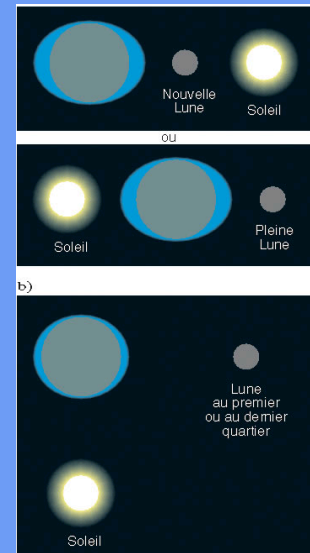 Nouvelle
Lune
Soleil
ou
Soleil
Pleine
Lune
b)
Lune
au premier
ou au dernier
quartier
Soleil